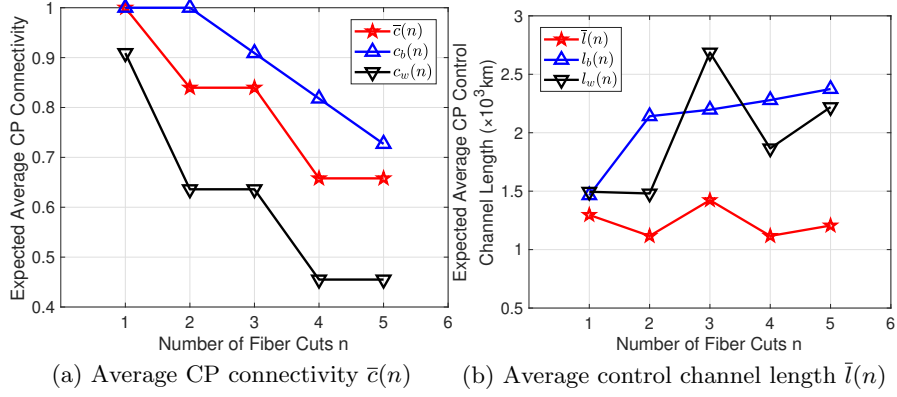 1
0.9
0.8
0.7
0.6
0.5
0.4
1 2 3 4 5 6
Expected Average CP Connectivity
Number of Fiber Cuts n
c̅(n)
c_b(n)
c_w(n)
(a) Average CP connectivity c̅(n)
3
2.5
2
1.5
1
0.5
1 2 3 4 5 6
Expected Average CP Control
Channel Length (×10³km)
Number of Fiber Cuts n
l̅(n)
l_b(n)
l_w(n)
(b) Average control channel length l̅(n)